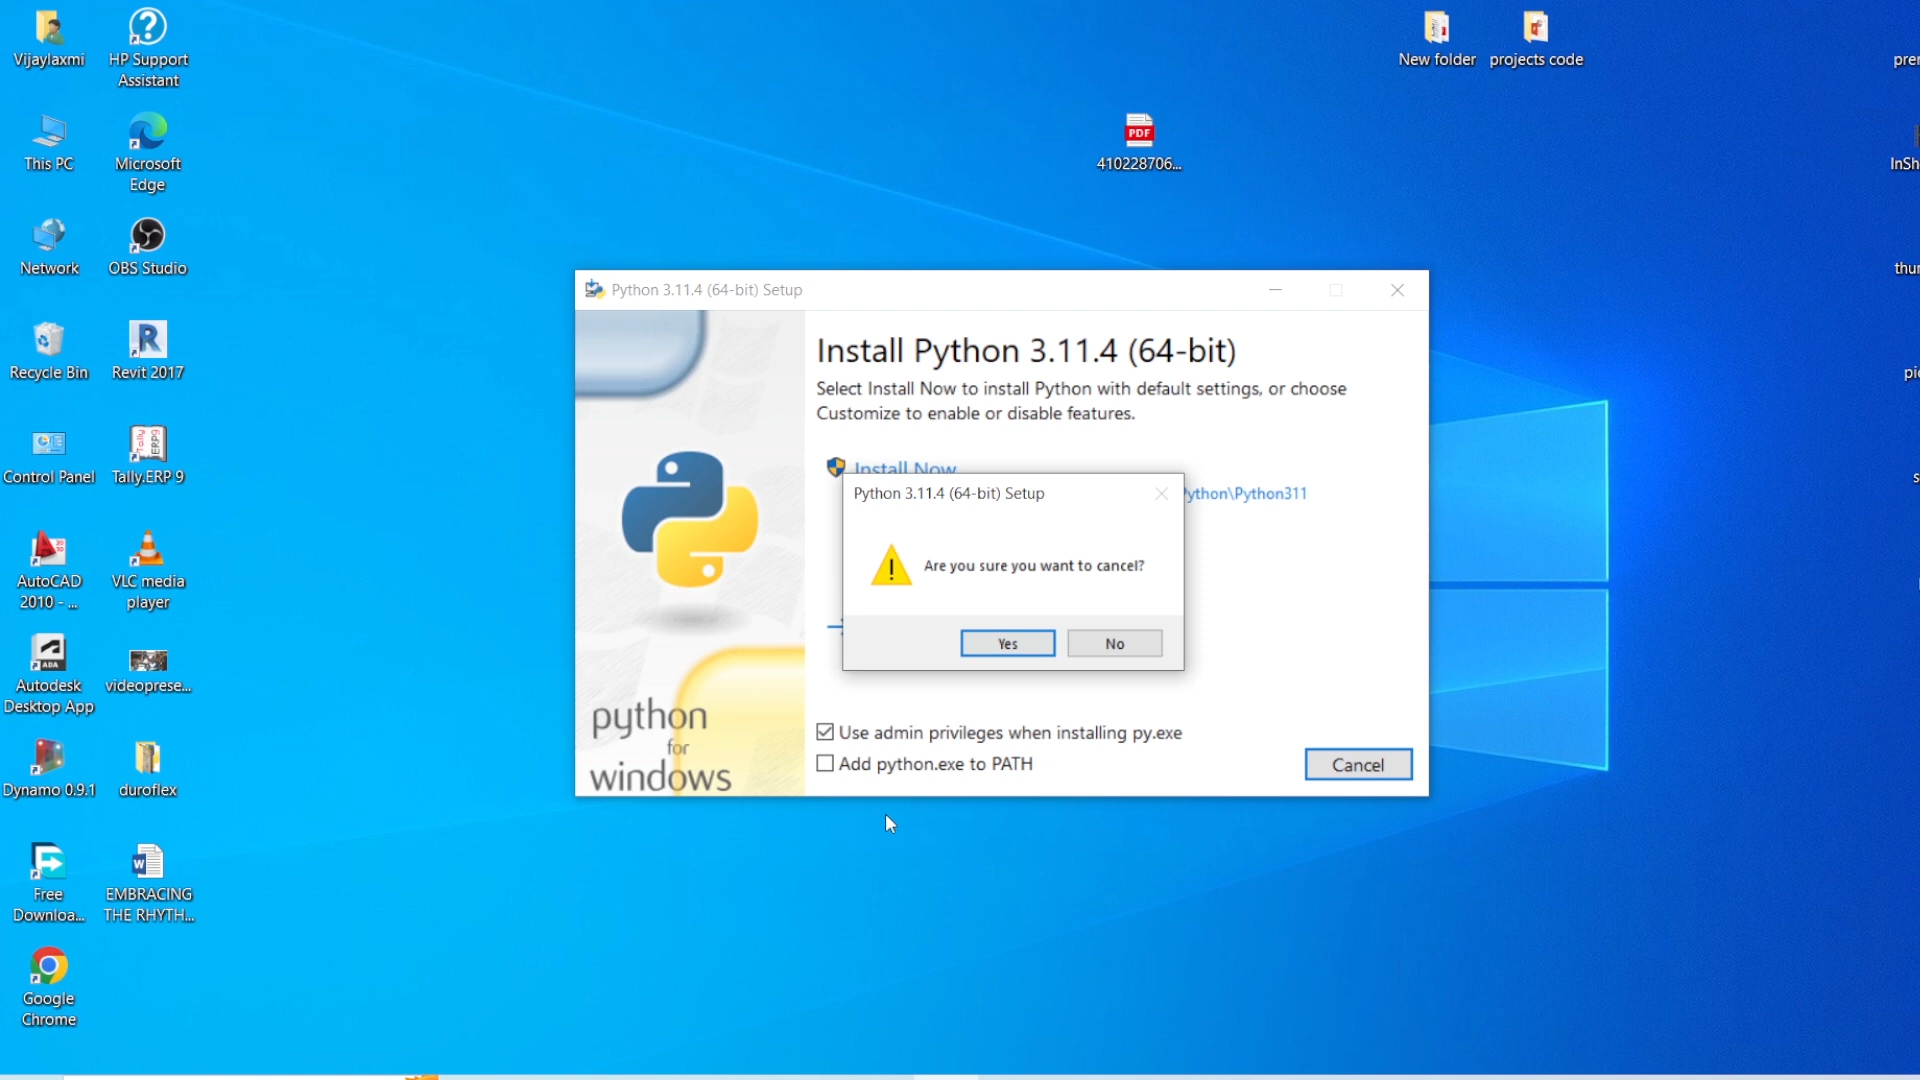 Vijaylaxmi
HP Support
Assistant
This PC
Microsoft
Edge
Network
OBS Studio
Recycle Bin
Revit 2017
Control Panel
Tally.ERP 9
AutoCAD
2010 - ...
VLC media
player
Autodesk
Desktop App
videoprese...
Dynamo 0.9.1
duroflex
Free
Downloa...
EMBRACING
THE RHYTH...
Google
Chrome
New folder
projects code
PDF
410228706...
InSh
Python 3.11.4 (64-bit) Setup
Install Python 3.11.4 (64-bit)
Select Install Now to install Python with default settings, or choose
Customize to enable or disable features.
Install Now
Python\Python311
Python 3.11.4 (64-bit) Setup
Are you sure you want to cancel?
Yes
No
Use admin privileges when installing py.exe
Add python.exe to PATH
Cancel
python
for
windows